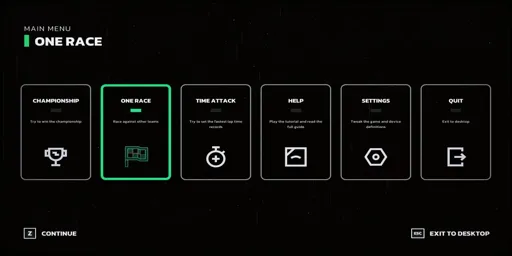 MAIN MENU
ONE RACE
CHAMPIONSHIP
Try to win the championship
ONE RACE
Race against other teams
TIME ATTACK
Try to set the fastest lap time
records
HELP
Play the tutorial and read the
full guide
SETTINGS
Tweak the game and device
definitions
QUIT
Exit to desktop
Z CONTINUE
ESC EXIT TO DESKTOP